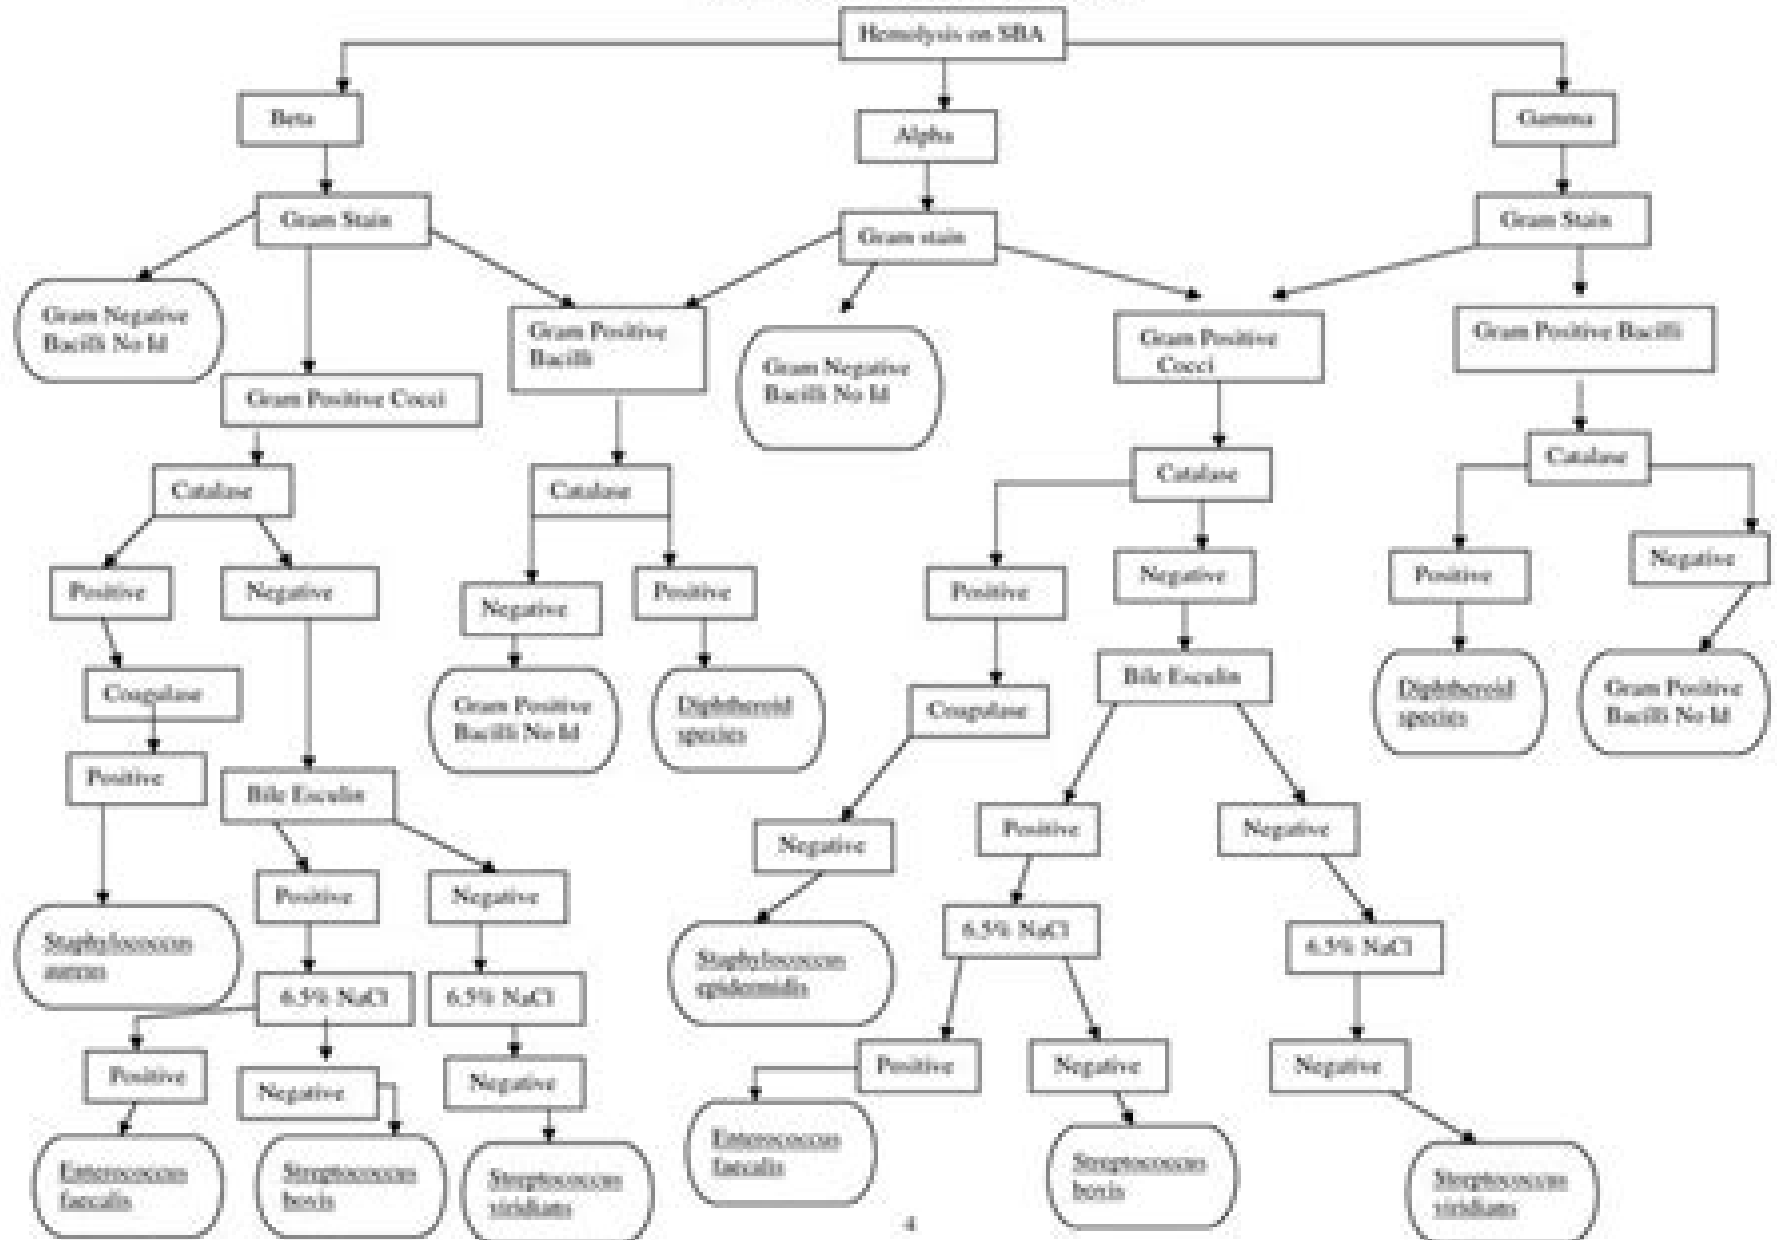 Hemolysis on SBA
Beta
Alpha
Gamma
Gram Stain
Gram stain
Gram Stain
Gram Negative
Bacilli No Id
Gram Positive
Bacilli
Gram Negative
Bacilli No Id
Gram Positive
Cocci
Gram Positive Bacilli
Gram Positive Cocci
Catalase
Catalase
Catalase
Catalase
Positive
Negative
Negative
Positive
Positive
Negative
Positive
Negative
Coagulase
Gram Positive
Bacilli No Id
Diphtheroid
species
Coagulase
Bile Esculin
Diphtheroid
species
Gram Positive
Bacilli No Id
Positive
Bile Esculin
Negative
Positive
Negative
Positive
Negative
6.5% NaCl
6.5% NaCl
Staphylococcus
aureus
6.5% NaCl
6.5% NaCl
Staphylococcus
epidermidis
Positive
Negative
Negative
Positive
Negative
Negative
Enterococcus
faecalis
Streptococcus
bovis
Streptococcus
viridians
Enterococcus
faecalis
Streptococcus
bovis
Streptococcus
viridians
4